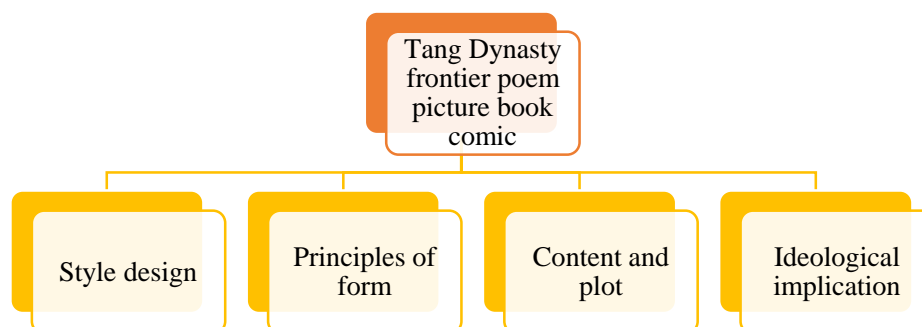 Tang Dynasty
frontier poem
picture book
comic
Style design
Principles of
form
Content and
plot
Ideological
implication